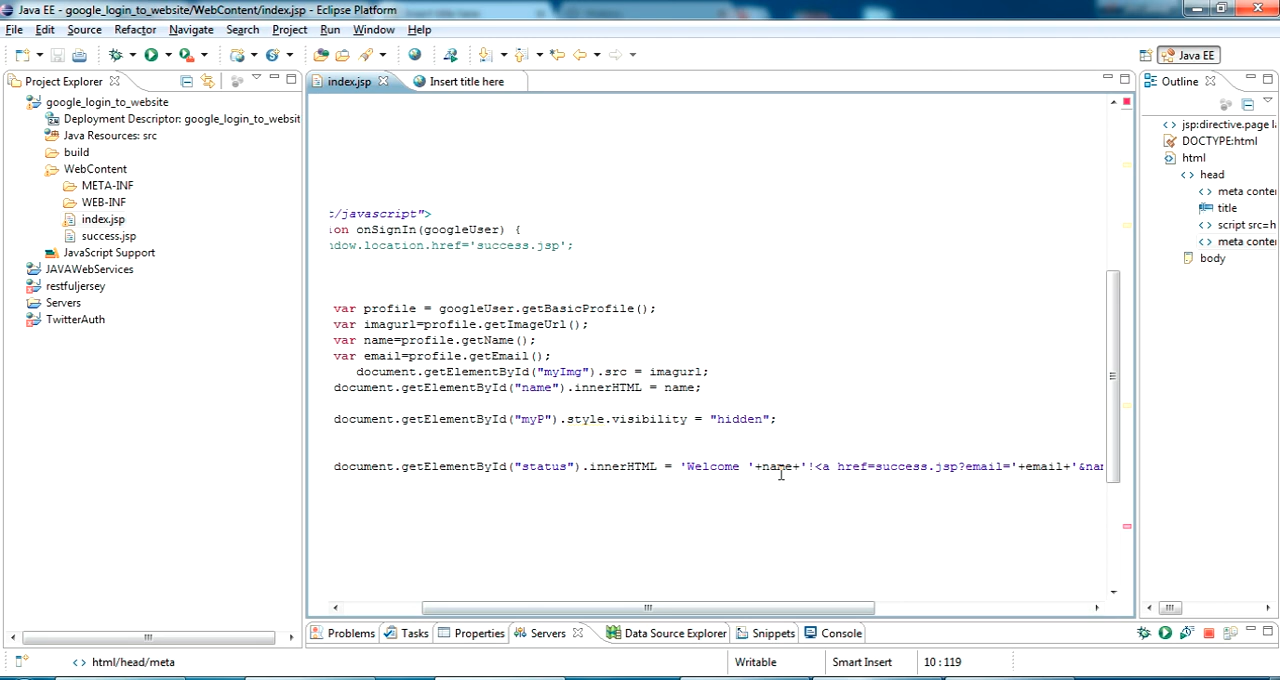 Java EE - google_login_to_website/WebContent/index.jsp - Eclipse Platform
File Edit Source Refactor Navigate Search Project Run Window Help
Java EE
Project Explorer
index.jsp
Insert title here
Outline
google_login_to_website
Deployment Descriptor: google_login_to_websit
Java Resources: src
build
WebContent
META-INF
WEB-INF
index.jsp
success.jsp
JavaScript Support
JAVAWebServices
restfuljersey
Servers
TwitterAuth
:/javascript">
ion onSignIn(googleUser) {
ndow.location.href='success.jsp';
var profile = googleUser.getBasicProfile();
var imagurl=profile.getImageUrl();
var name=profile.getName();
var email=profile.getEmail();
document.getElementById("myImg").src = imagurl;
document.getElementById("name").innerHTML = name;
document.getElementById("myP").style.visibility = "hidden";
document.getElementById("status").innerHTML = 'Welcome '+name+'!<a href=success.jsp?email='+email+'&nam
jsp:directive.page la
DOCTYPE:html
html
head
meta conte
title
script src=h
meta conte
body
Problems Tasks Properties Servers Data Source Explorer Snippets Console
html/head/meta
Writable
Smart Insert
10 : 119